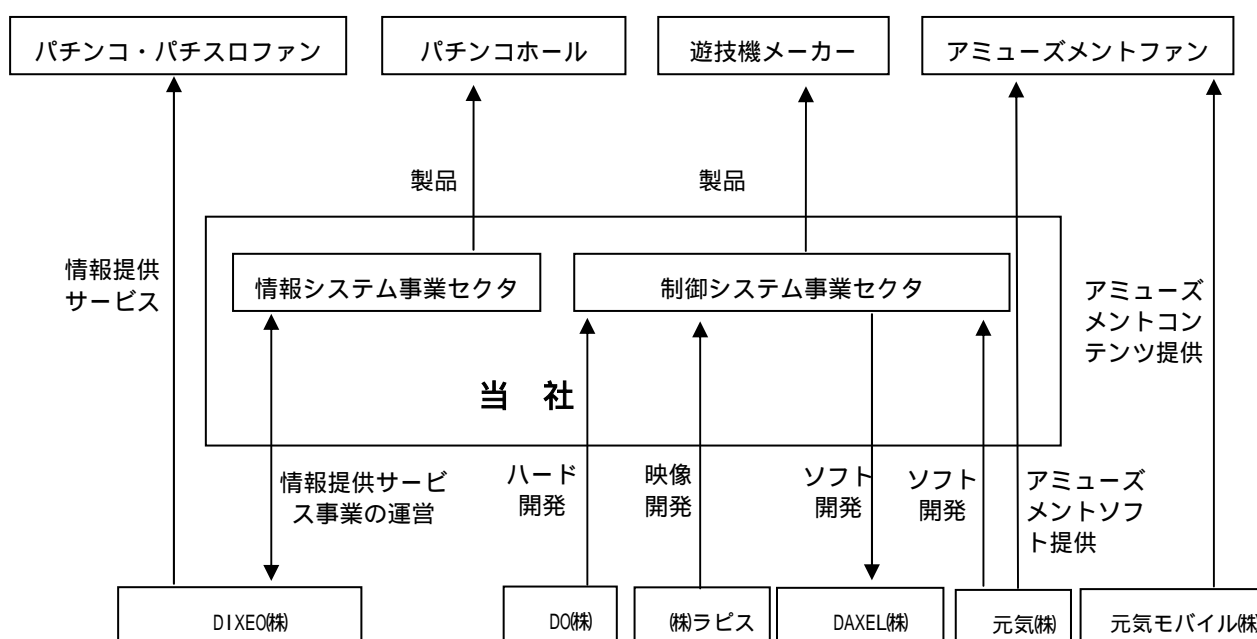 パチンコ・パチスロファン
パチンコホール
遊技機メーカー
アミューズメントファン
製品
製品
情報提供
サービス
情報システム事業セクタ
制御システム事業セクタ
アミューズ
メントコン
テンツ提供
当 社
情報提供サービ
ス事業の運営
ハード
開発
映像
開発
ソフト
開発
ソフト
開発
アミューズ
メントソフ
ト提供
DIXEO㈱
DO㈱
㈱ラピス
DAXEL㈱
元気㈱
元気モバイル㈱